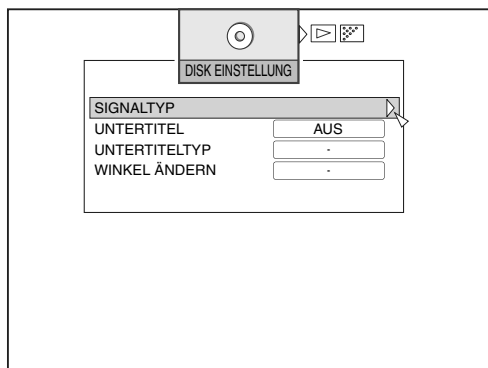 DISK EINSTELLUNG
SIGNALTYP
UNTERTITEL AUS
UNTERTITELTYP -
WINKEL ÄNDERN -